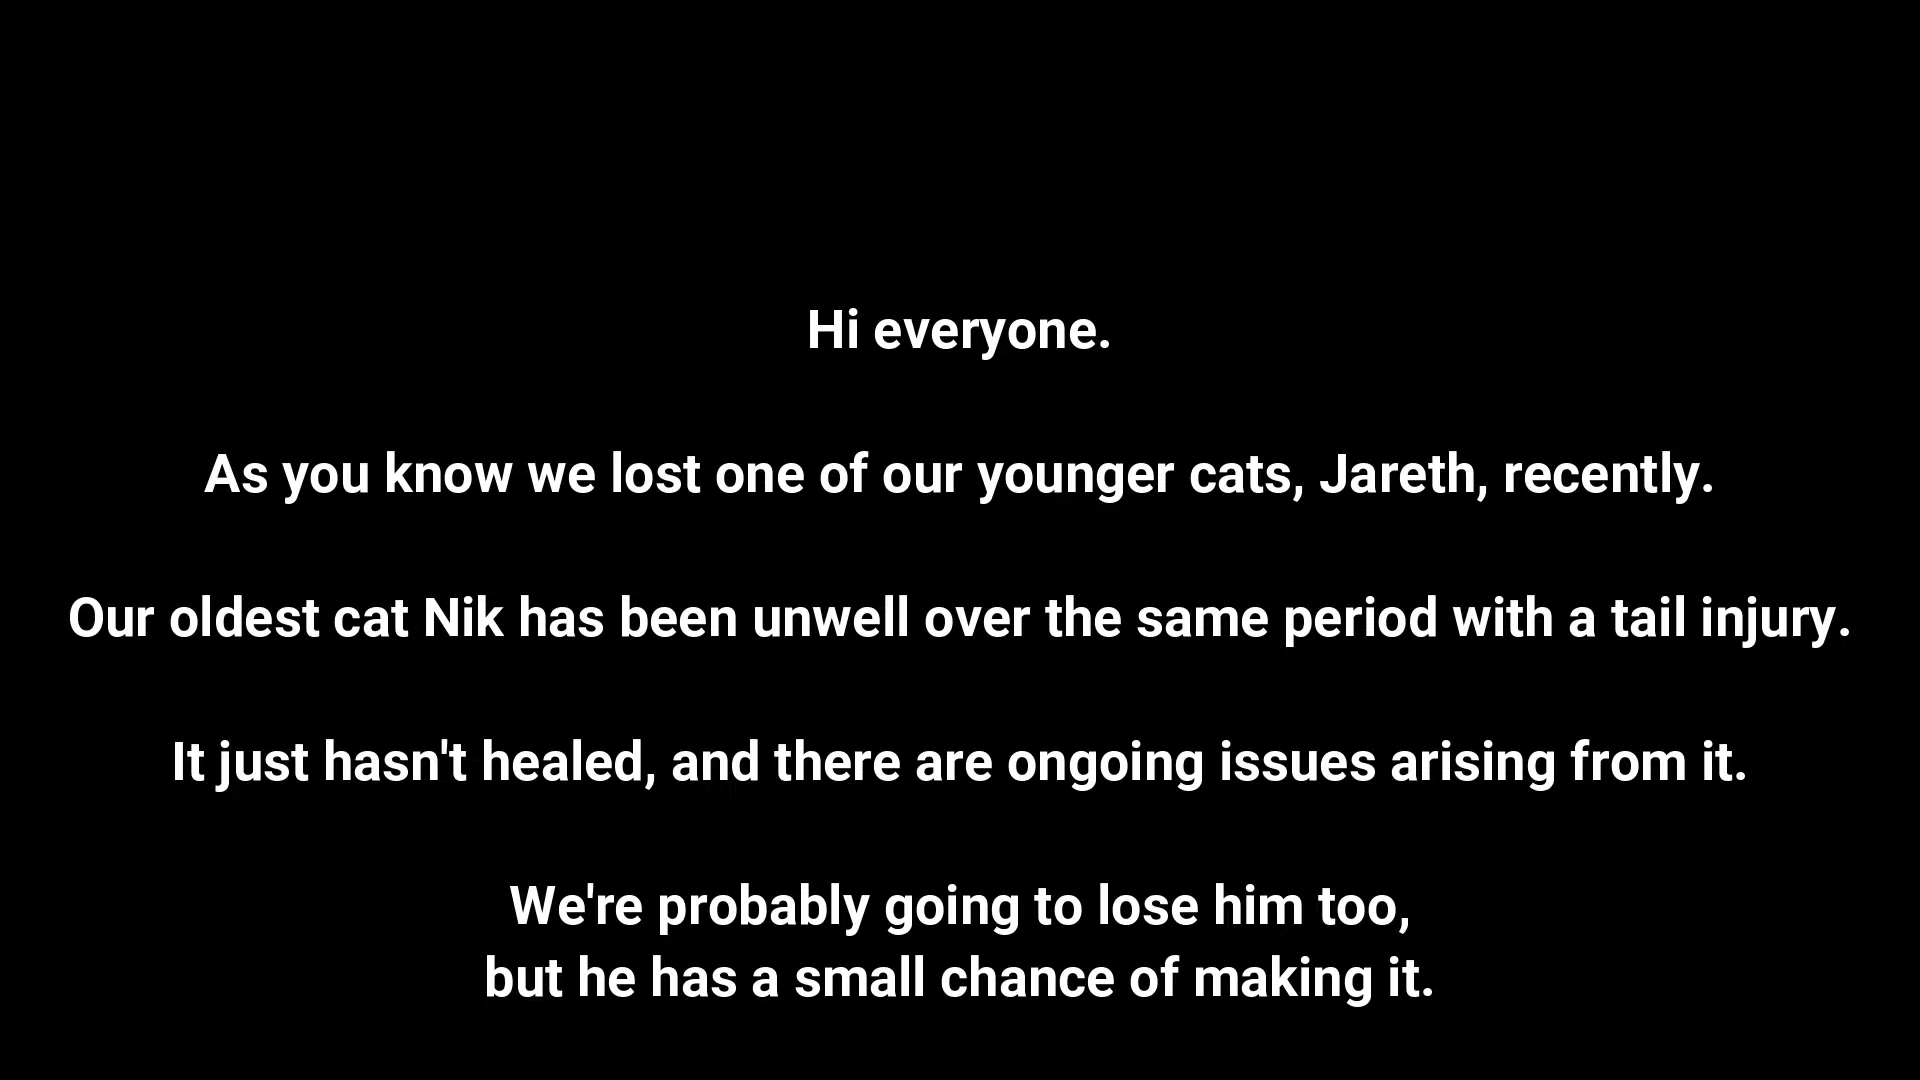 Hi everyone.
As you know we lost one of our younger cats, Jareth, recently.
Our oldest cat Nik has been unwell over the same period with a tail injury.
It just hasn't healed, and there are ongoing issues arising from it.
We're probably going to lose him too,
but he has a small chance of making it.